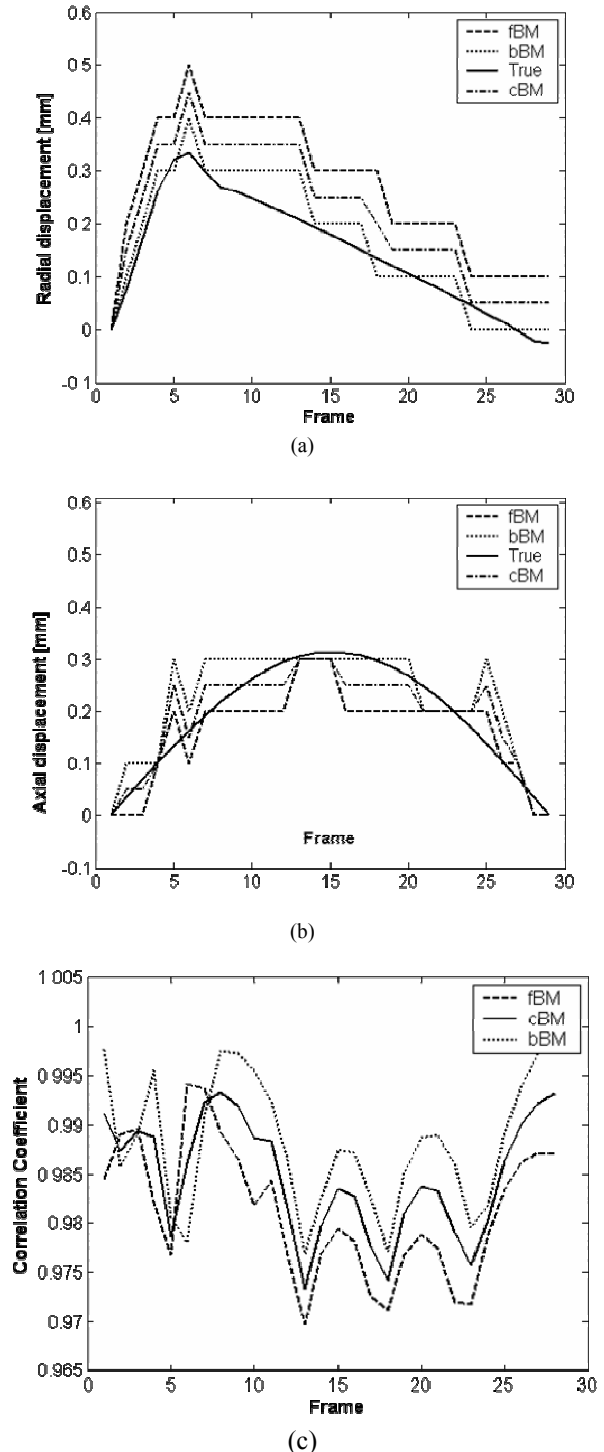 0.6
0.5
0.4
0.3
0.2
0.1
0
-0.1
Radial displacement [mm]
fBM
bBM
True
cBM
0 5 10 15 20 25 30
Frame
(a)
0.6
0.5
0.4
0.3
0.2
0.1
0
-0.1
Axial displacement [mm]
fBM
bBM
True
cBM
Frame
0 5 10 15 20 25 30
(b)
1.005
1
0.995
0.99
0.985
0.98
0.975
0.97
0.965
Correlation Coefficient
fBM
cBM
bBM
0 5 10 15 20 25 30
Frame
(c)